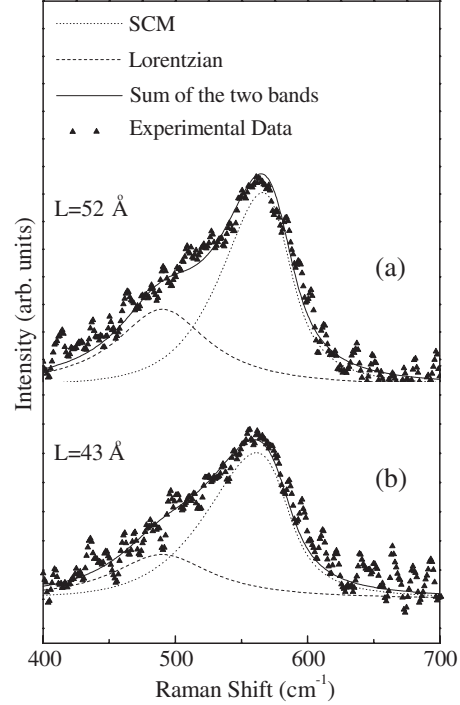 SCM
Lorentzian
Sum of the two bands
Experimental Data
L=52 Å
(a)
Intensity (arb. units)
L=43 Å
(b)
400 500 600 700
Raman Shift (cm⁻¹)